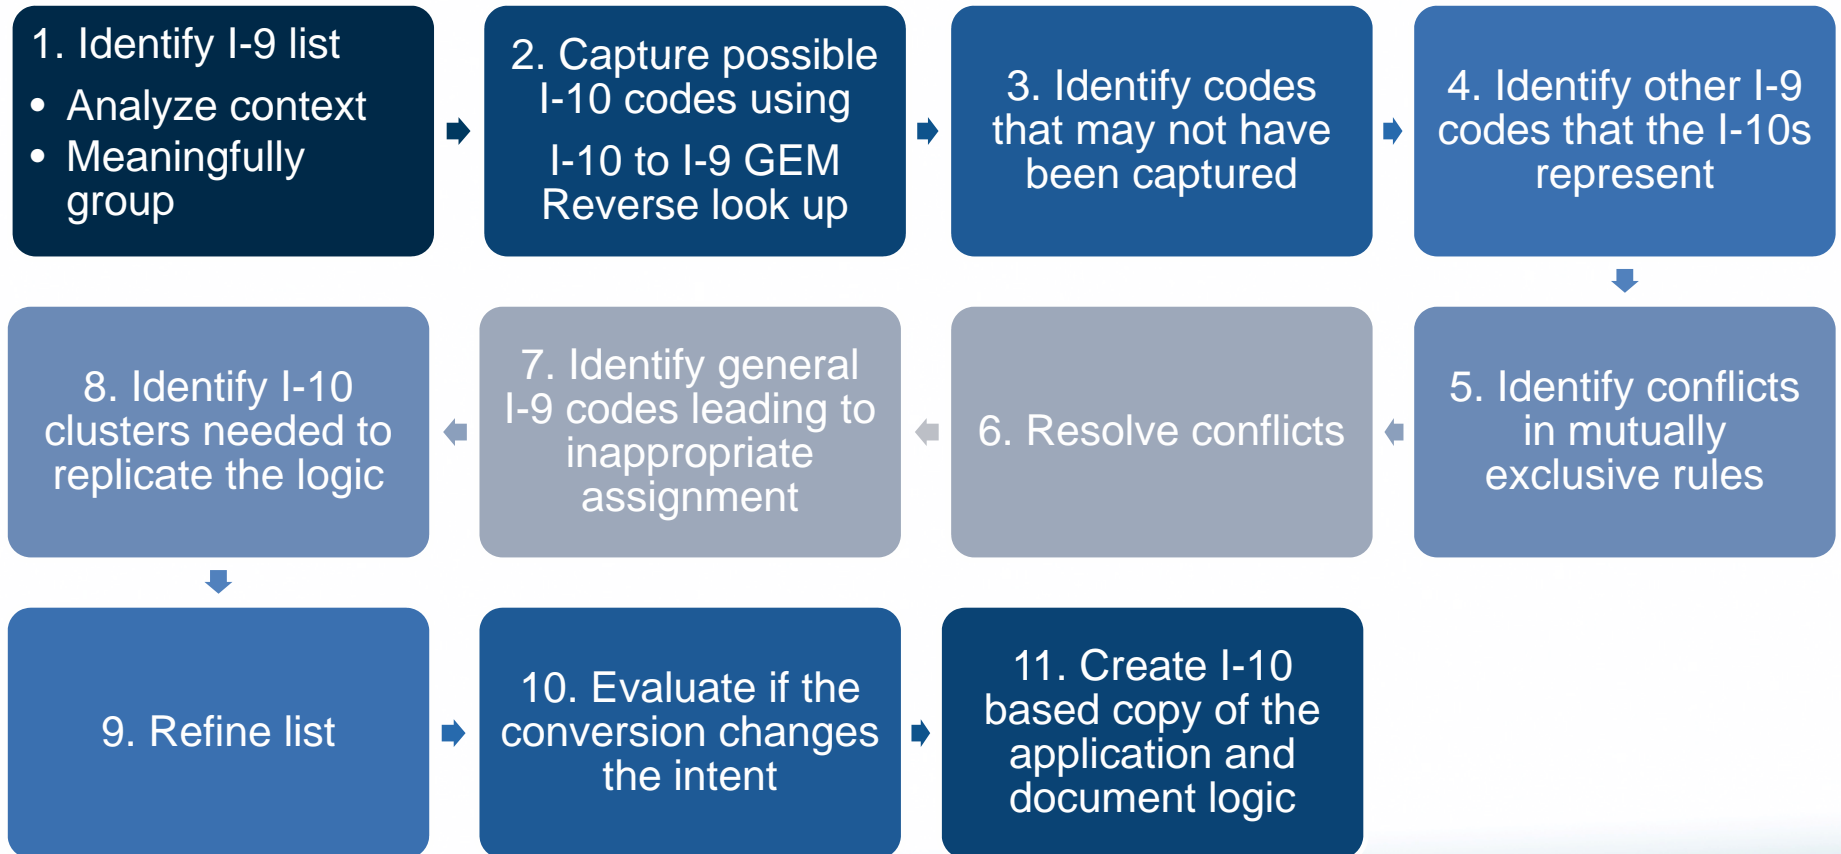 1. Identify I-9 list
• Analyze context
• Meaningfully
group
2. Capture possible
I-10 codes using
I-10 to I-9 GEM
Reverse look up
3. Identify codes
that may not have
been captured
4. Identify other I-9
codes that the I-10s
represent
5. Identify conflicts
in mutually
exclusive rules
6. Resolve conflicts
7. Identify general
I-9 codes leading to
inappropriate
assignment
8. Identify I-10
clusters needed to
replicate the logic
9. Refine list
10. Evaluate if the
conversion changes
the intent
11. Create I-10
based copy of the
application and
document logic